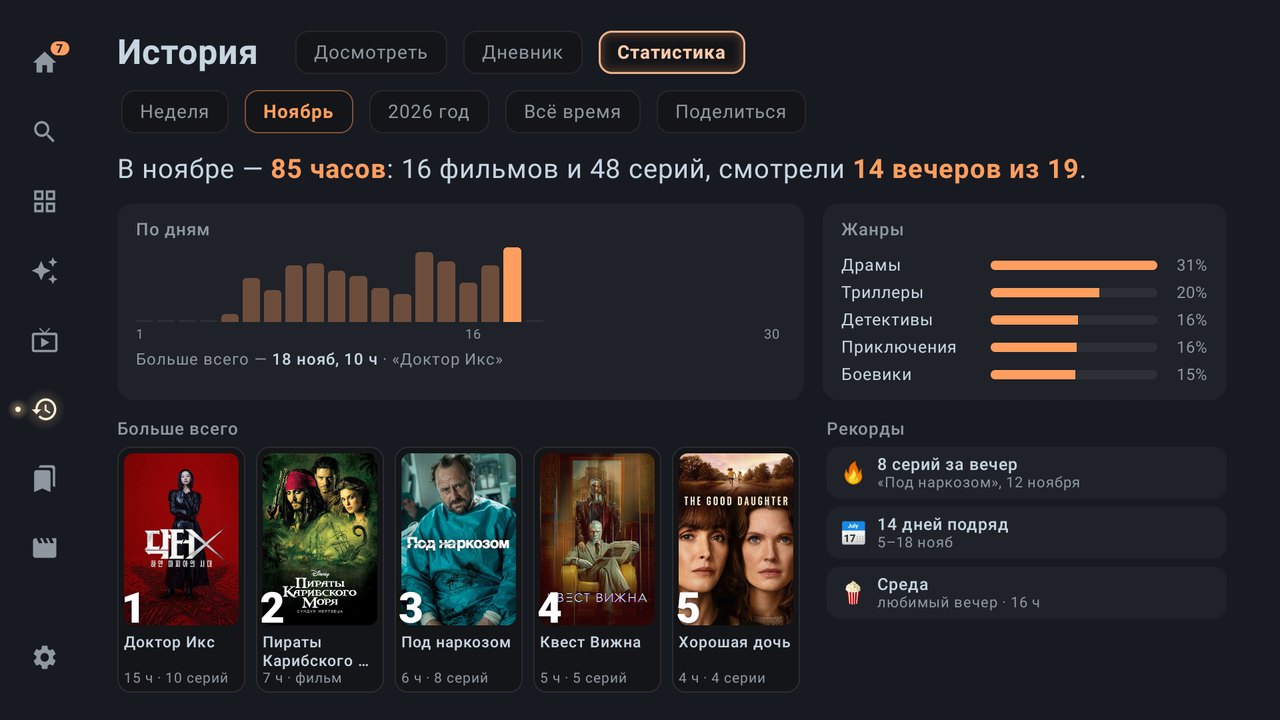 7
История
Досмотреть
Дневник
Статистика
Неделя
Ноябрь
2026 год
Всё время
Поделиться
В ноябре — 85 часов: 16 фильмов и 48 серий, смотрели 14 вечеров из 19.
По дням
1
16
30
Больше всего — 18 нояб, 10 ч · «Доктор Икс»
Жанры
Драмы 31%
Триллеры 20%
Детективы 16%
Приключения 16%
Боевики 15%
Больше всего
1
Доктор Икс
15 ч · 10 серий
Disney
Пираты
Карибского
Моря
сундук мертвеца
2
Пираты
Карибского …
7 ч · фильм
Под наркозом
3
Под наркозом
6 ч · 8 серий
КВЕСТ ВИЖНА
4
Квест Вижна
5 ч · 5 серий
THE GOOD DAUGHTER
5
Хорошая дочь
4 ч · 4 серии
Рекорды
8 серий за вечер
«Под наркозом», 12 ноября
July
17
14 дней подряд
5–18 нояб
Среда
любимый вечер · 16 ч